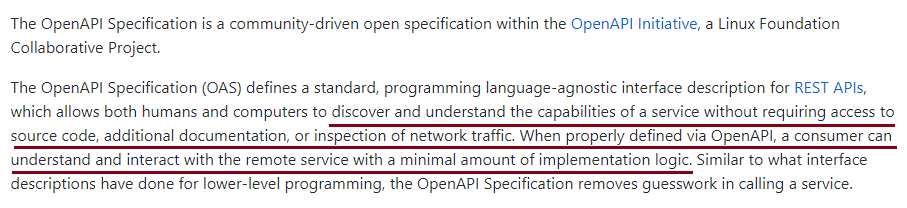 The OpenAPI Specification is a community-driven open specification within the OpenAPI Initiative, a Linux Foundation
Collaborative Project.
The OpenAPI Specification (OAS) defines a standard, programming language-agnostic interface description for REST APIs,
which allows both humans and computers to discover and understand the capabilities of a service without requiring access to
source code, additional documentation, or inspection of network traffic. When properly defined via OpenAPI, a consumer can
understand and interact with the remote service with a minimal amount of implementation logic. Similar to what interface
descriptions have done for lower-level programming, the OpenAPI Specification removes guesswork in calling a service.